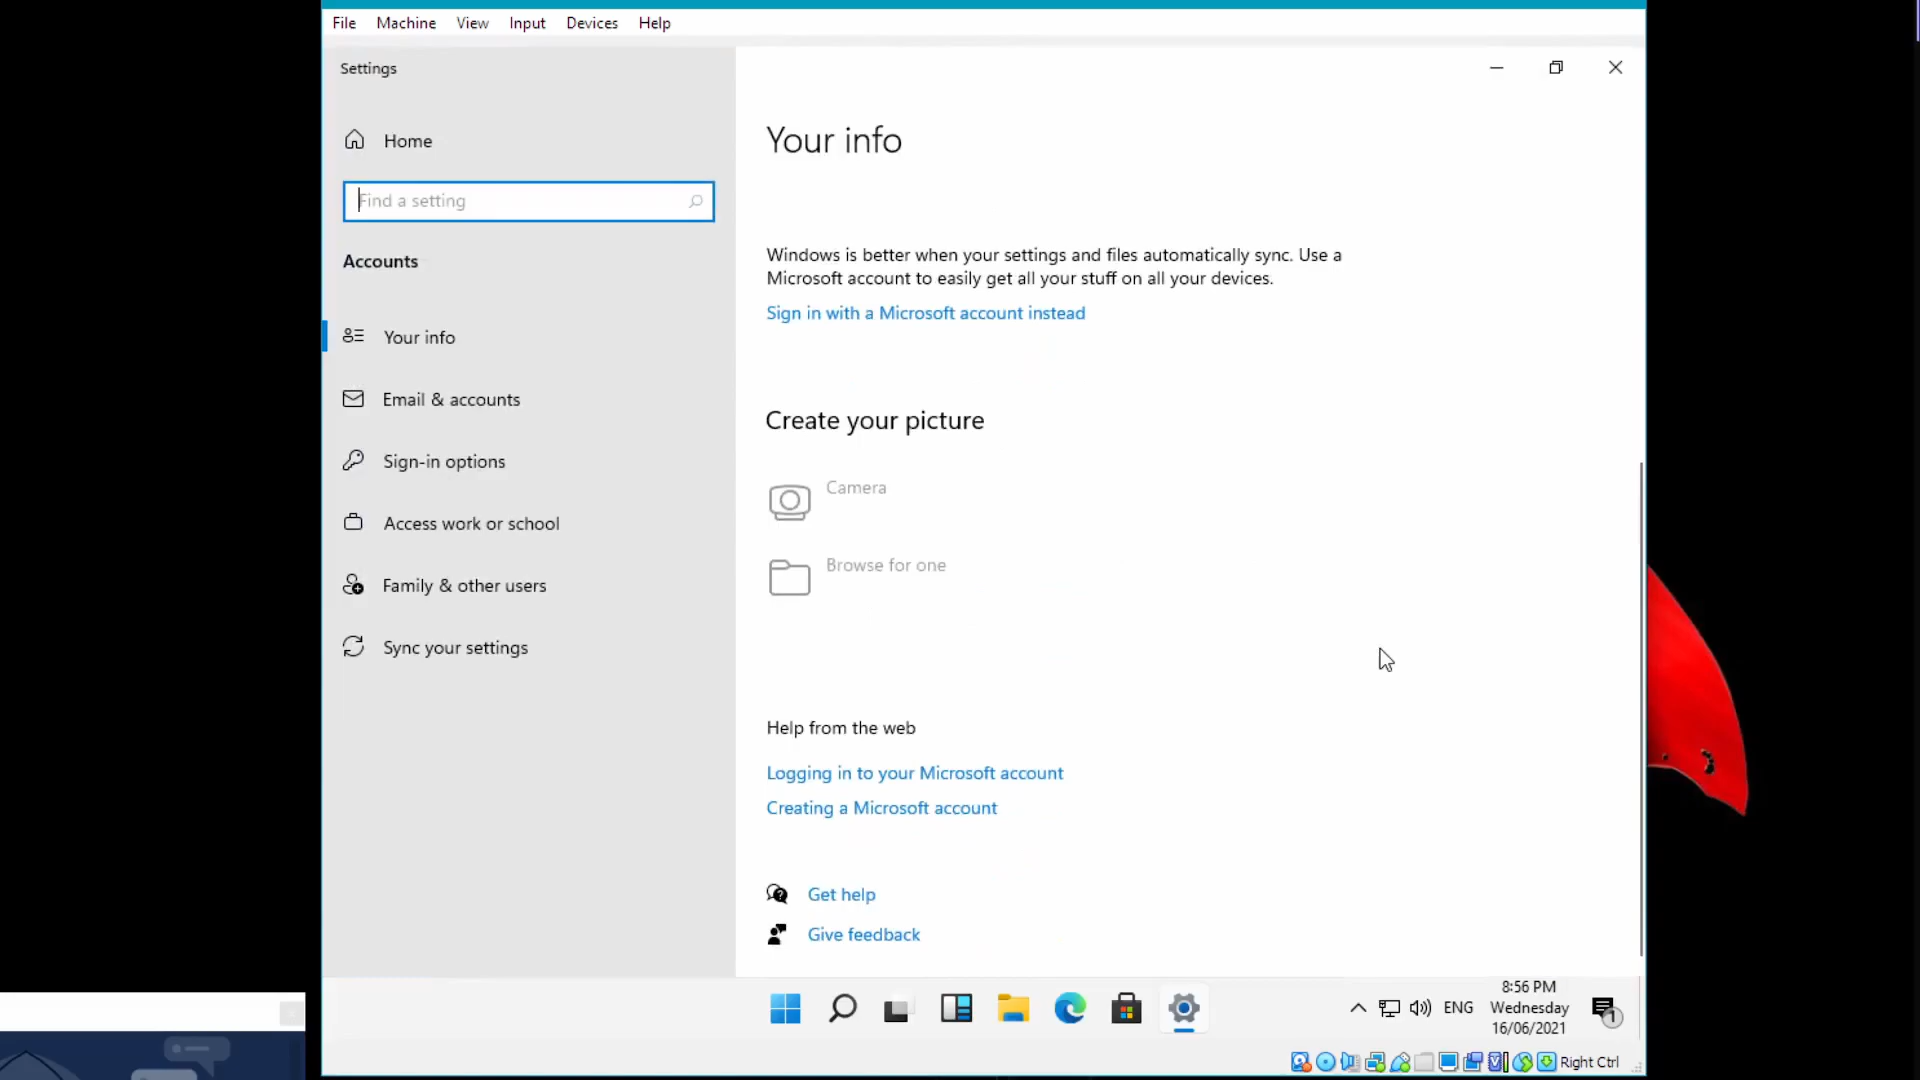 File Machine View Input Devices Help
Settings
Home
Find a setting
Accounts
Your info
Email & accounts
Sign-in options
Access work or school
Family & other users
Sync your settings
Your info
Windows is better when your settings and files automatically sync. Use a
Microsoft account to easily get all your stuff on all your devices.
Sign in with a Microsoft account instead
Create your picture
Camera
Browse for one
Help from the web
Logging in to your Microsoft account
Creating a Microsoft account
Get help
Give feedback
ENG
8:56 PM
Wednesday
16/06/2021
1
Right Ctrl